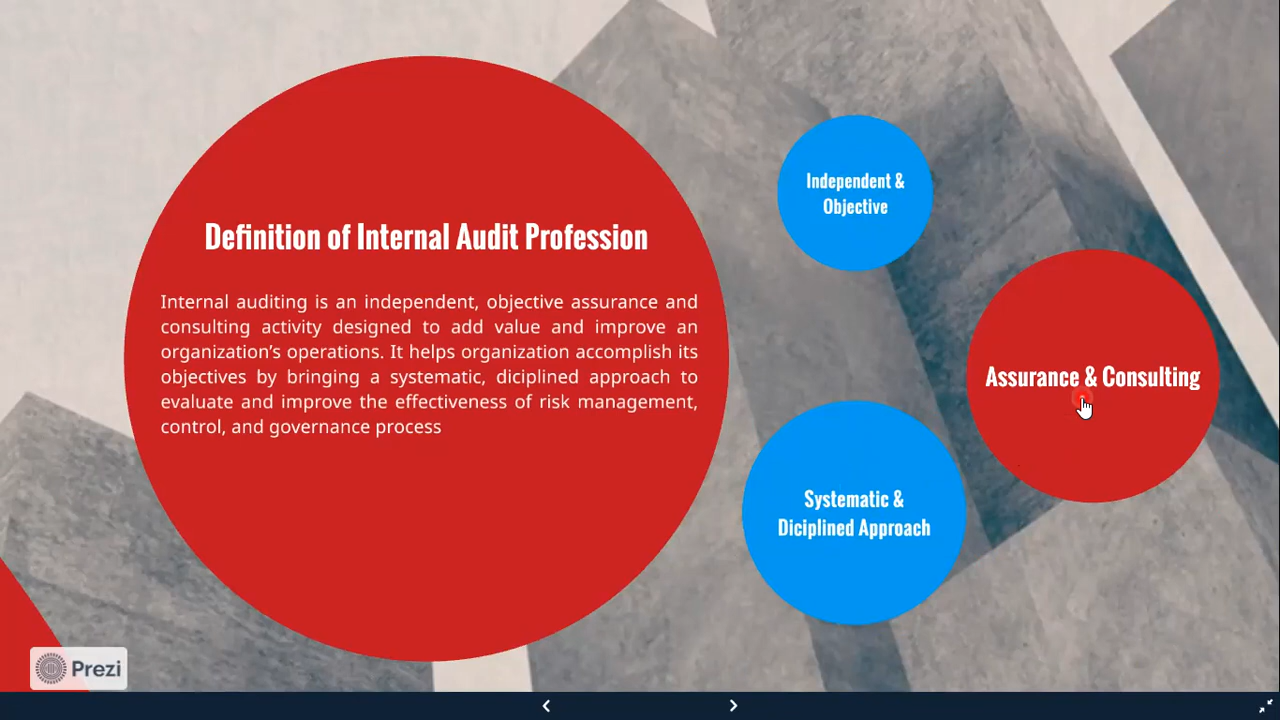 Definition of Internal Audit Profession
Internal auditing is an independent, objective assurance and
consulting activity designed to add value and improve an
organization’s operations. It helps organization accomplish its
objectives by bringing a systematic, diciplined approach to
evaluate and improve the effectiveness of risk management,
control, and governance process
Independent &
Objective
Assurance & Consulting
Systematic &
Diciplined Approach
Prezi